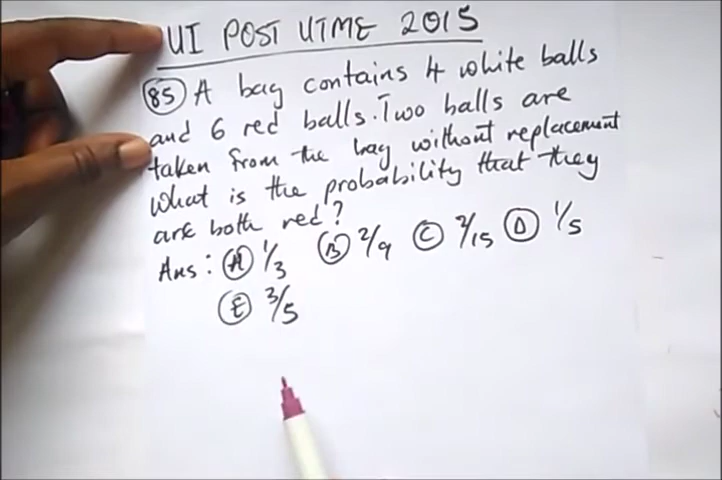 UI POST UTME 2015
85 A bag contains 4 white balls
and 6 red balls. Two balls are
taken from the bag without replacement
What is the probability that they
are both red?
Ans: A 1/3 B 2/9 C 2/15 D 1/5
E 3/5